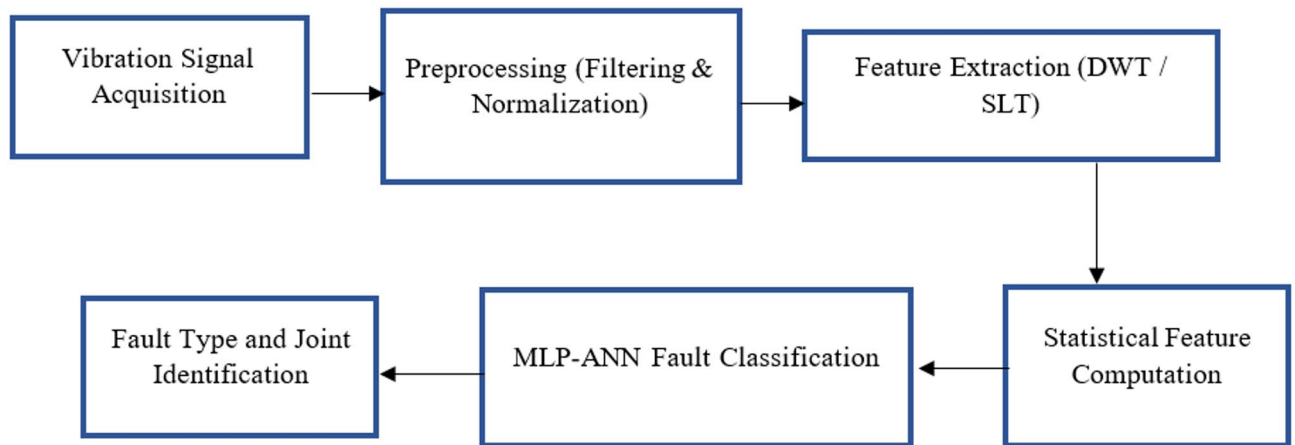 Vibration Signal
Acquisition
Preprocessing (Filtering &
Normalization)
Feature Extraction (DWT /
SLT)
Statistical Feature
Computation
MLP-ANN Fault Classification
Fault Type and Joint
Identification